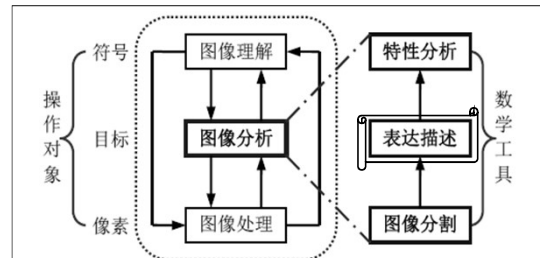 符号
图像理解
特性分析
操作对象
目标
图像分析
表达描述
数学工具
像素
图像处理
图像分割